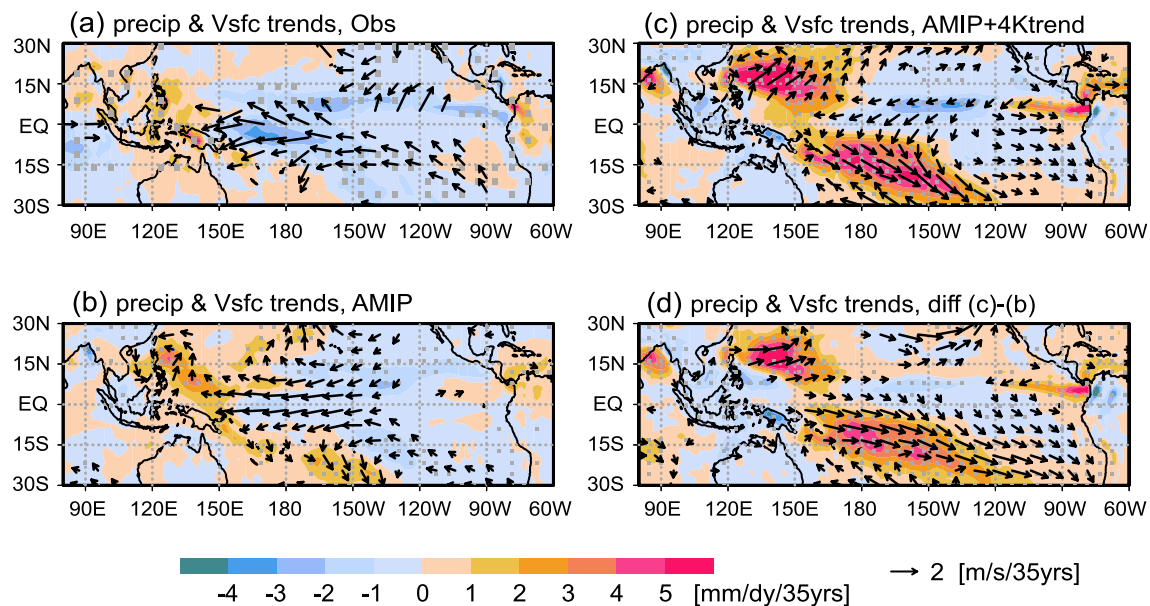 (a) precip & Vsfc trends, Obs
30N
15N
EQ
15S
30S
90E 120E 150E 180 150W 120W 90W 60W
(c) precip & Vsfc trends, AMIP+4Ktrend
30N
15N
EQ
15S
30S
90E 120E 150E 180 150W 120W 90W 60W
(b) precip & Vsfc trends, AMIP
30N
15N
EQ
15S
30S
90E 120E 150E 180 150W 120W 90W 60W
(d) precip & Vsfc trends, diff (c)-(b)
30N
15N
EQ
15S
30S
90E 120E 150E 180 150W 120W 90W 60W
-4 -3 -2 -1 0 1 2 3 4 5 [mm/dy/35yrs]
2 [m/s/35yrs]